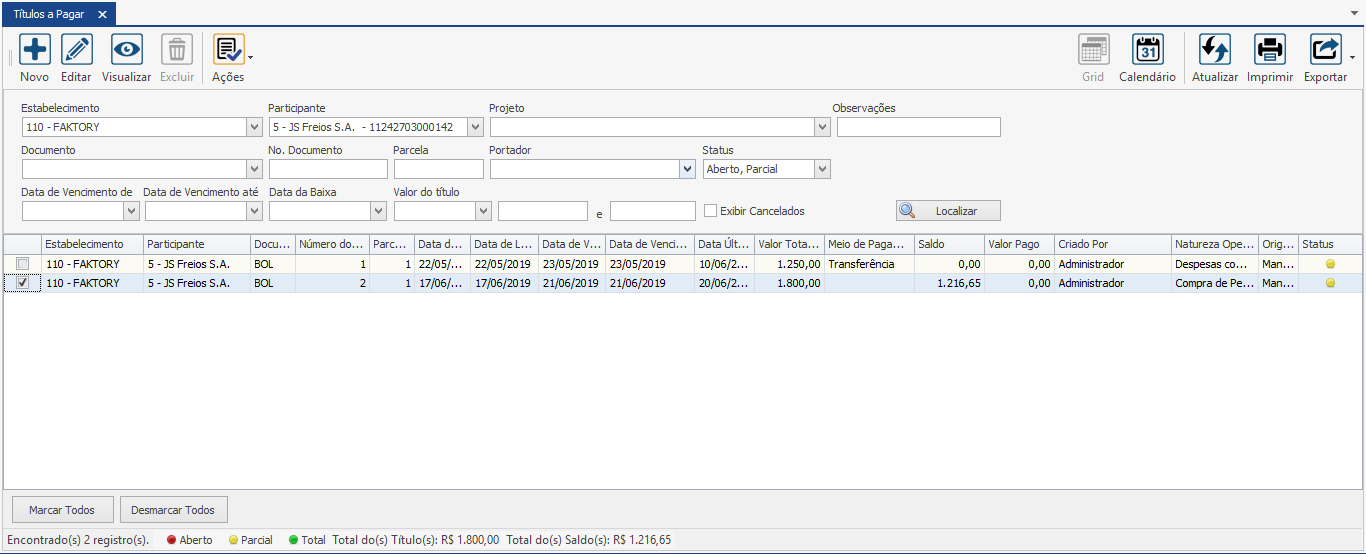 Títulos a Pagar
Novo Editar Visualizar Excluir Ações Grid 31 Calendário Atualizar Imprimir Exportar
Estabelecimento Participante Projeto Observações
110 - FAKTORY 5 - JS Freios S.A. - 11242703000142
Documento No. Documento Parcela Portador Status
Aberto, Parcial
Data de Vencimento de Data de Vencimento até Data da Baixa Valor do título
e Exibir Cancelados Localizar
Estabelecimento Participante Docu... Número do... Parc... Data d... Data de L... Data de V... Data de Venci... Data Últ... Valor Tota... Meio de Paga... Saldo Valor Pago Criado Por Natureza Ope... Orig... Status
110 - FAKTORY 5 - JS Freios S.A. BOL 1 1 22/05/... 22/05/2019 23/05/2019 23/05/2019 10/06/2... 1.250,00 Transferência 0,00 0,00 Administrador Despesas co... Man...
110 - FAKTORY 5 - JS Freios S.A. BOL 2 1 17/06/... 17/06/2019 21/06/2019 21/06/2019 20/06/2... 1.800,00 1.216,65 0,00 Administrador Compra de Pe... Man...
Marcar Todos Desmarcar Todos
Encontrado(s) 2 registro(s). Aberto Parcial Total Total do(s) Título(s): R$ 1.800,00 Total do(s) Saldo(s): R$ 1.216,65